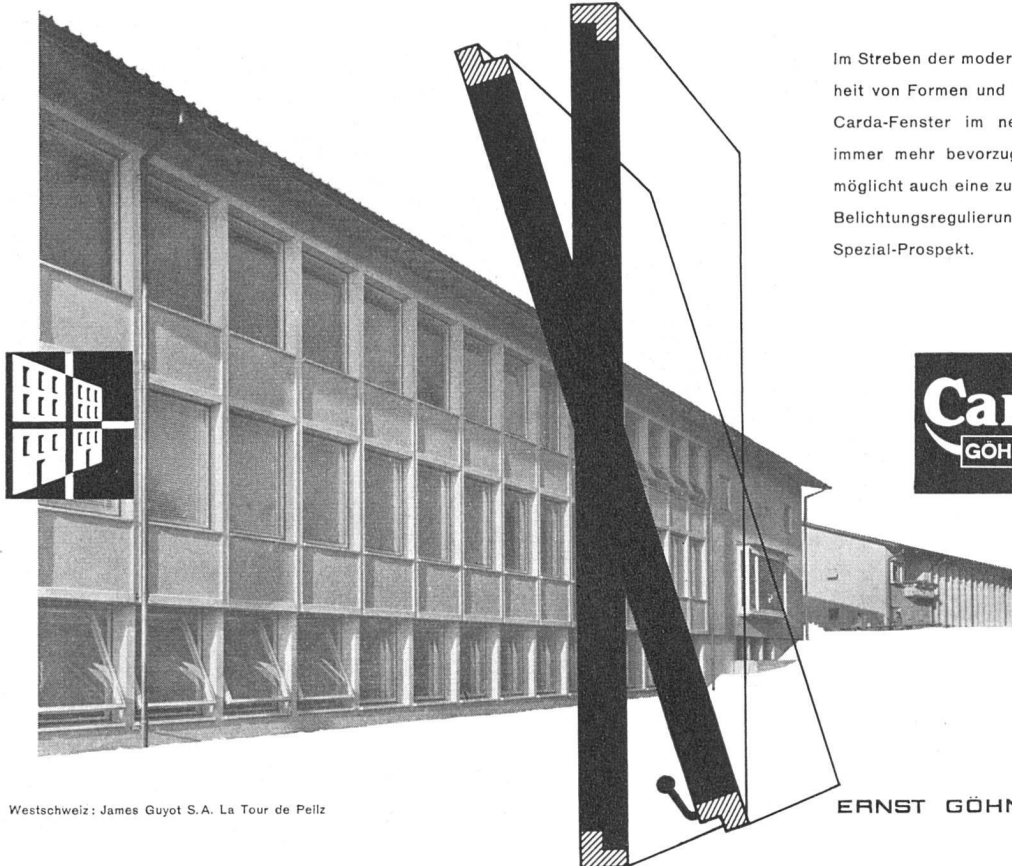 Im Streben der moder
heit von Formen und
Carda-Fenster im ne
immer mehr bevorzug
möglicht auch eine zu
Belichtungsregulierun
Spezial-Prospekt.
Car
GÖH
Westschweiz: James Guyot S.A. La Tour de Peilz
ERNST GÖHN